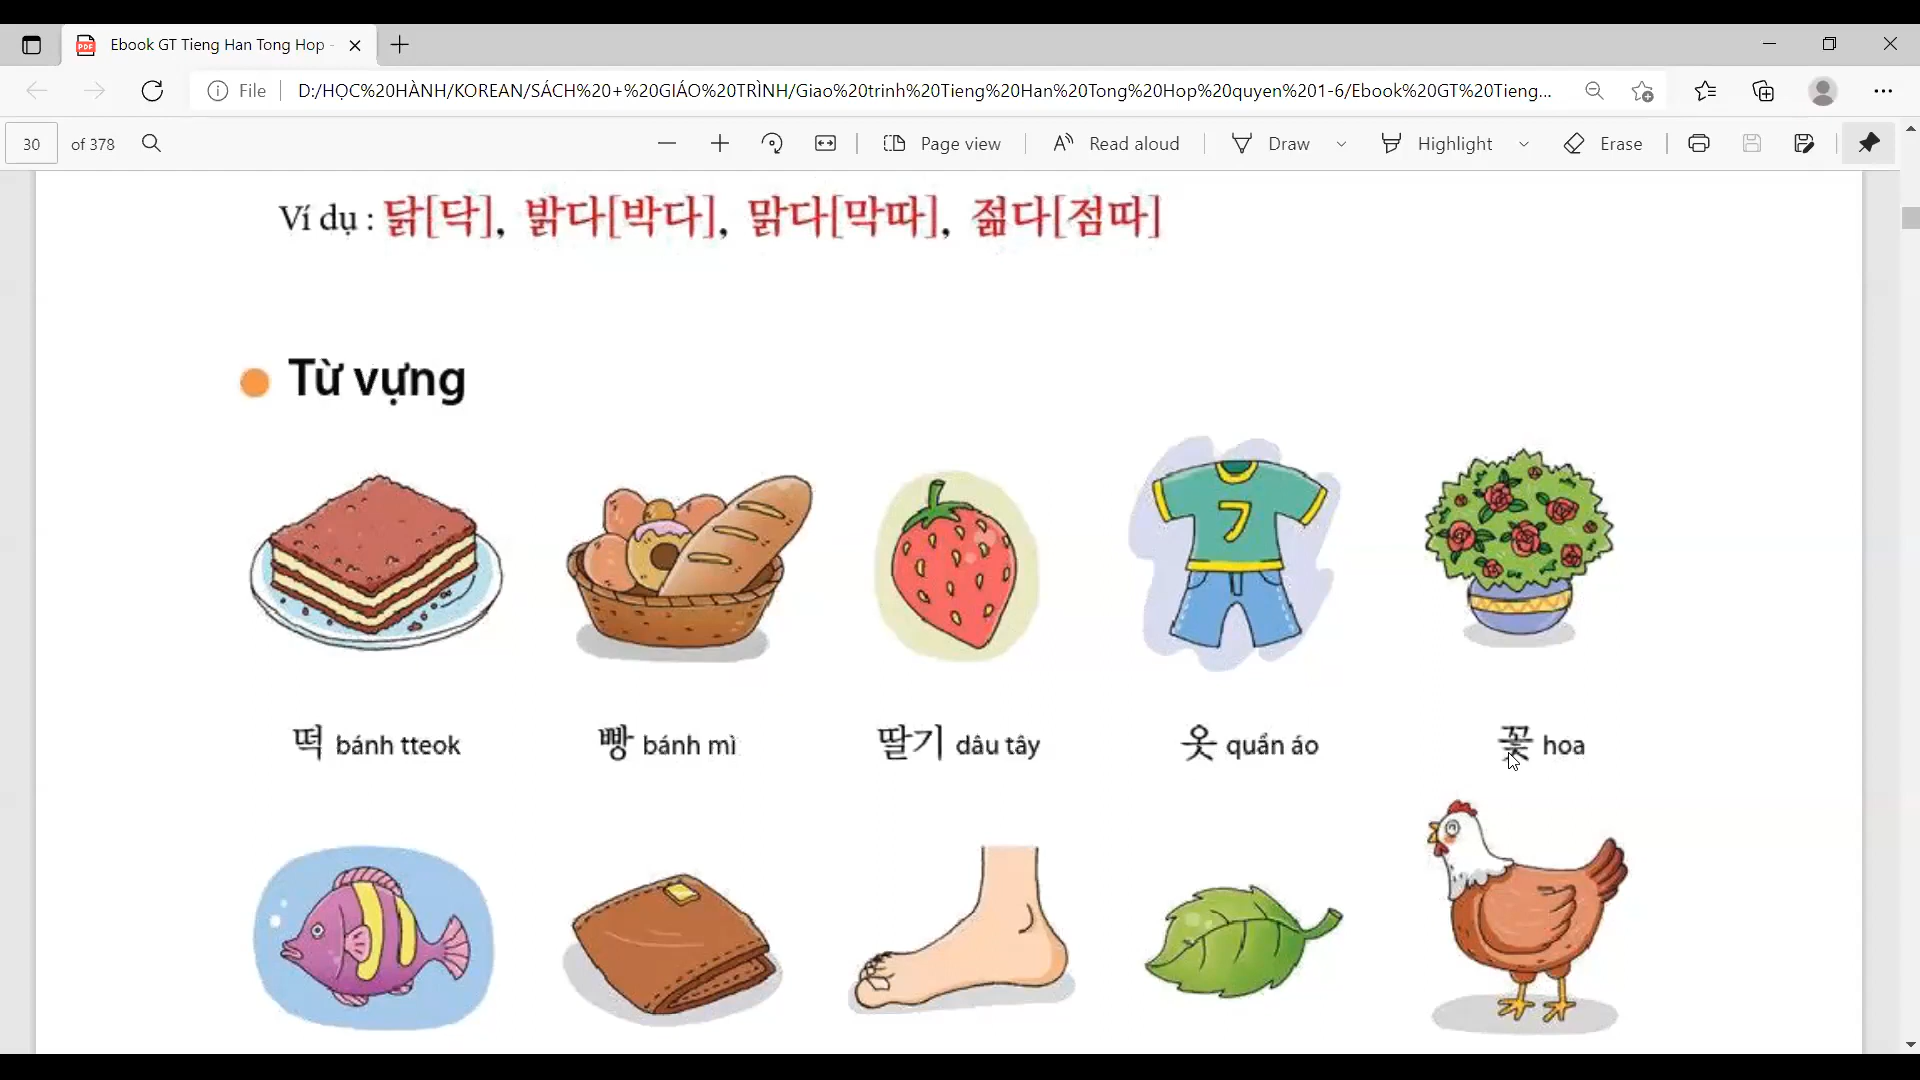 Ebook GT Tieng Han Tong Hop -
File
D:/HỌC%20HÀNH/KOREAN/SÁCH%20+%20GIÁO%20TRÌNH/Giao%20trinh%20Tieng%20Han%20Tong%20Hop%20quyen%201-6/Ebook%20GT%20Tieng...
30 of 378
Page view
Read aloud
Draw
Highlight
Erase
Ví dụ : 닭[닥], 밝다[박다], 맑다[막따], 젊다[점따]
Từ vựng
7
떡 bánh tteok
빵 bánh mì
딸기 dâu tây
옷 quần áo
꽃 hoa